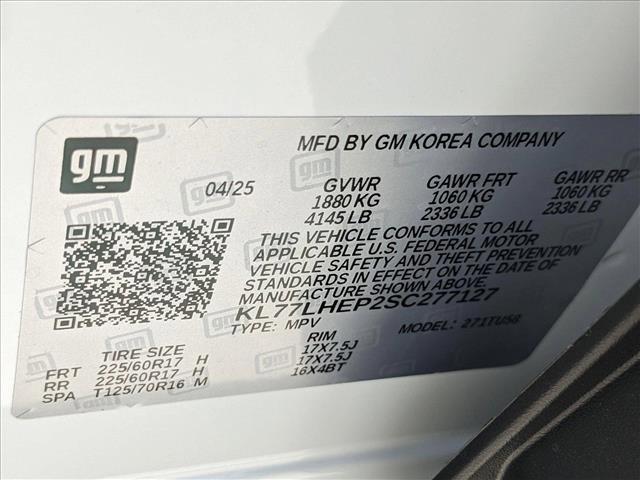 gm
MFD BY GM KOREA COMPANY
04/25
GVWR GAWR FRT GAWR RR
1880 KG 1060 KG 1060 KG
4145 LB 2336 LB 2336 LB
THIS VEHICLE CONFORMS TO ALL
APPLICABLE U.S. FEDERAL MOTOR
VEHICLE SAFETY AND THEFT PREVENTION
STANDARDS IN EFFECT ON THE DATE OF
MANUFACTURE SHOWN ABOVE.
KL77LHEP2SC277127
TYPE: MPV MODEL: 271TU58
TIRE SIZE RIM
FRT 225/60R17 H 17X7.5J
RR 225/60R17 H 17X7.5J
SPA T125/70R16 M 16X4BT